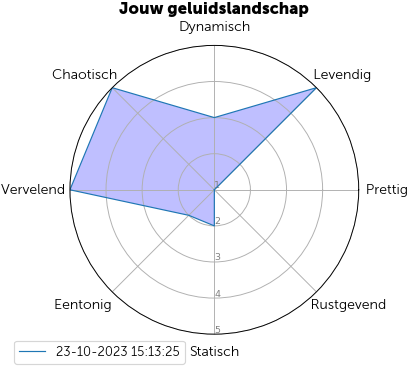 Jouw geluidslandschap
Dynamisch
Chaotisch
Levendig
Vervelend
1
Prettig
2
3
4
Eentonig
Rustgevend
5
23-10-2023 15:13:25
Statisch